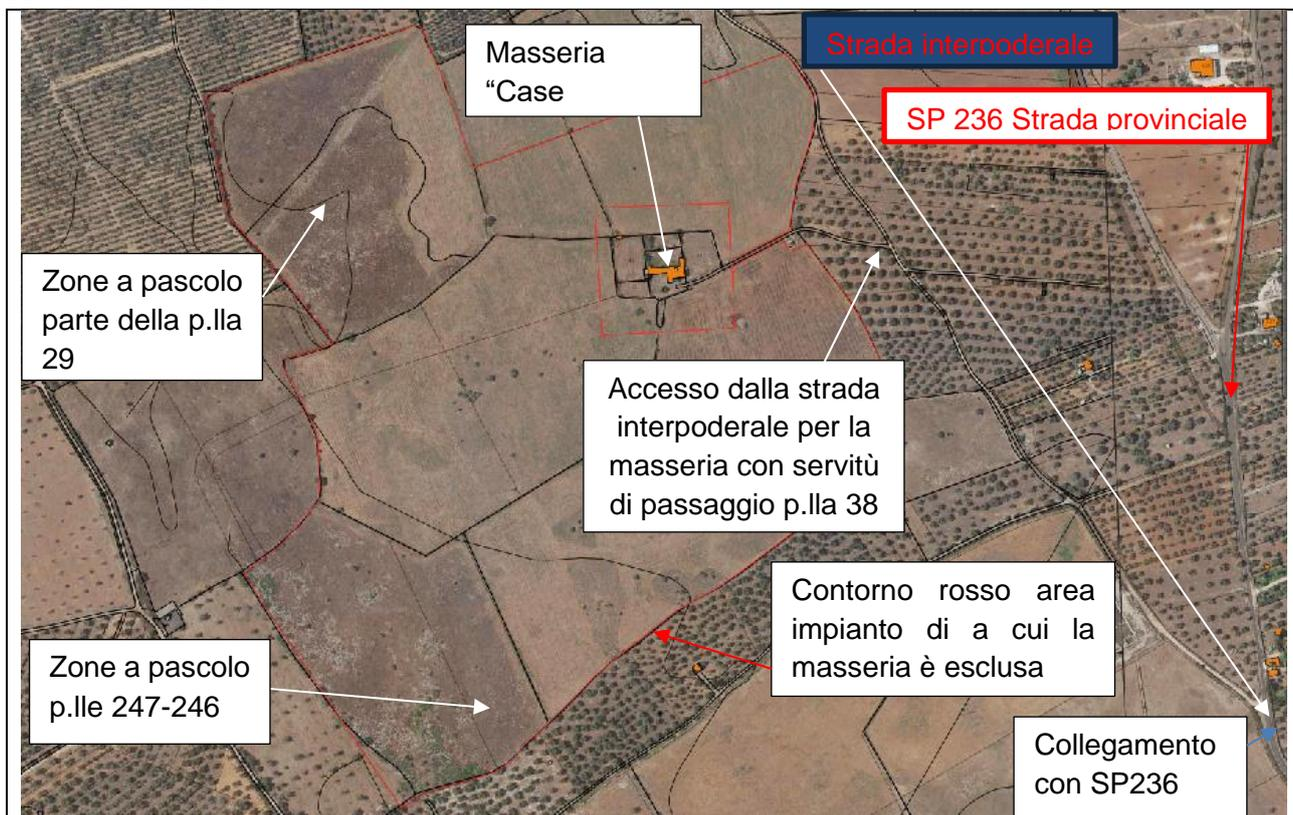 Masseria
“Case
Strada interpoderale
SP 236 Strada provinciale
Zone a pascolo
parte della p.lla
29
Accesso dalla strada
interpoderale per la
masseria con servitù
di passaggio p.lla 38
Contorno rosso area
impianto di a cui la
masseria è esclusa
Zone a pascolo
p.lle 247-246
Collegamento
con SP236